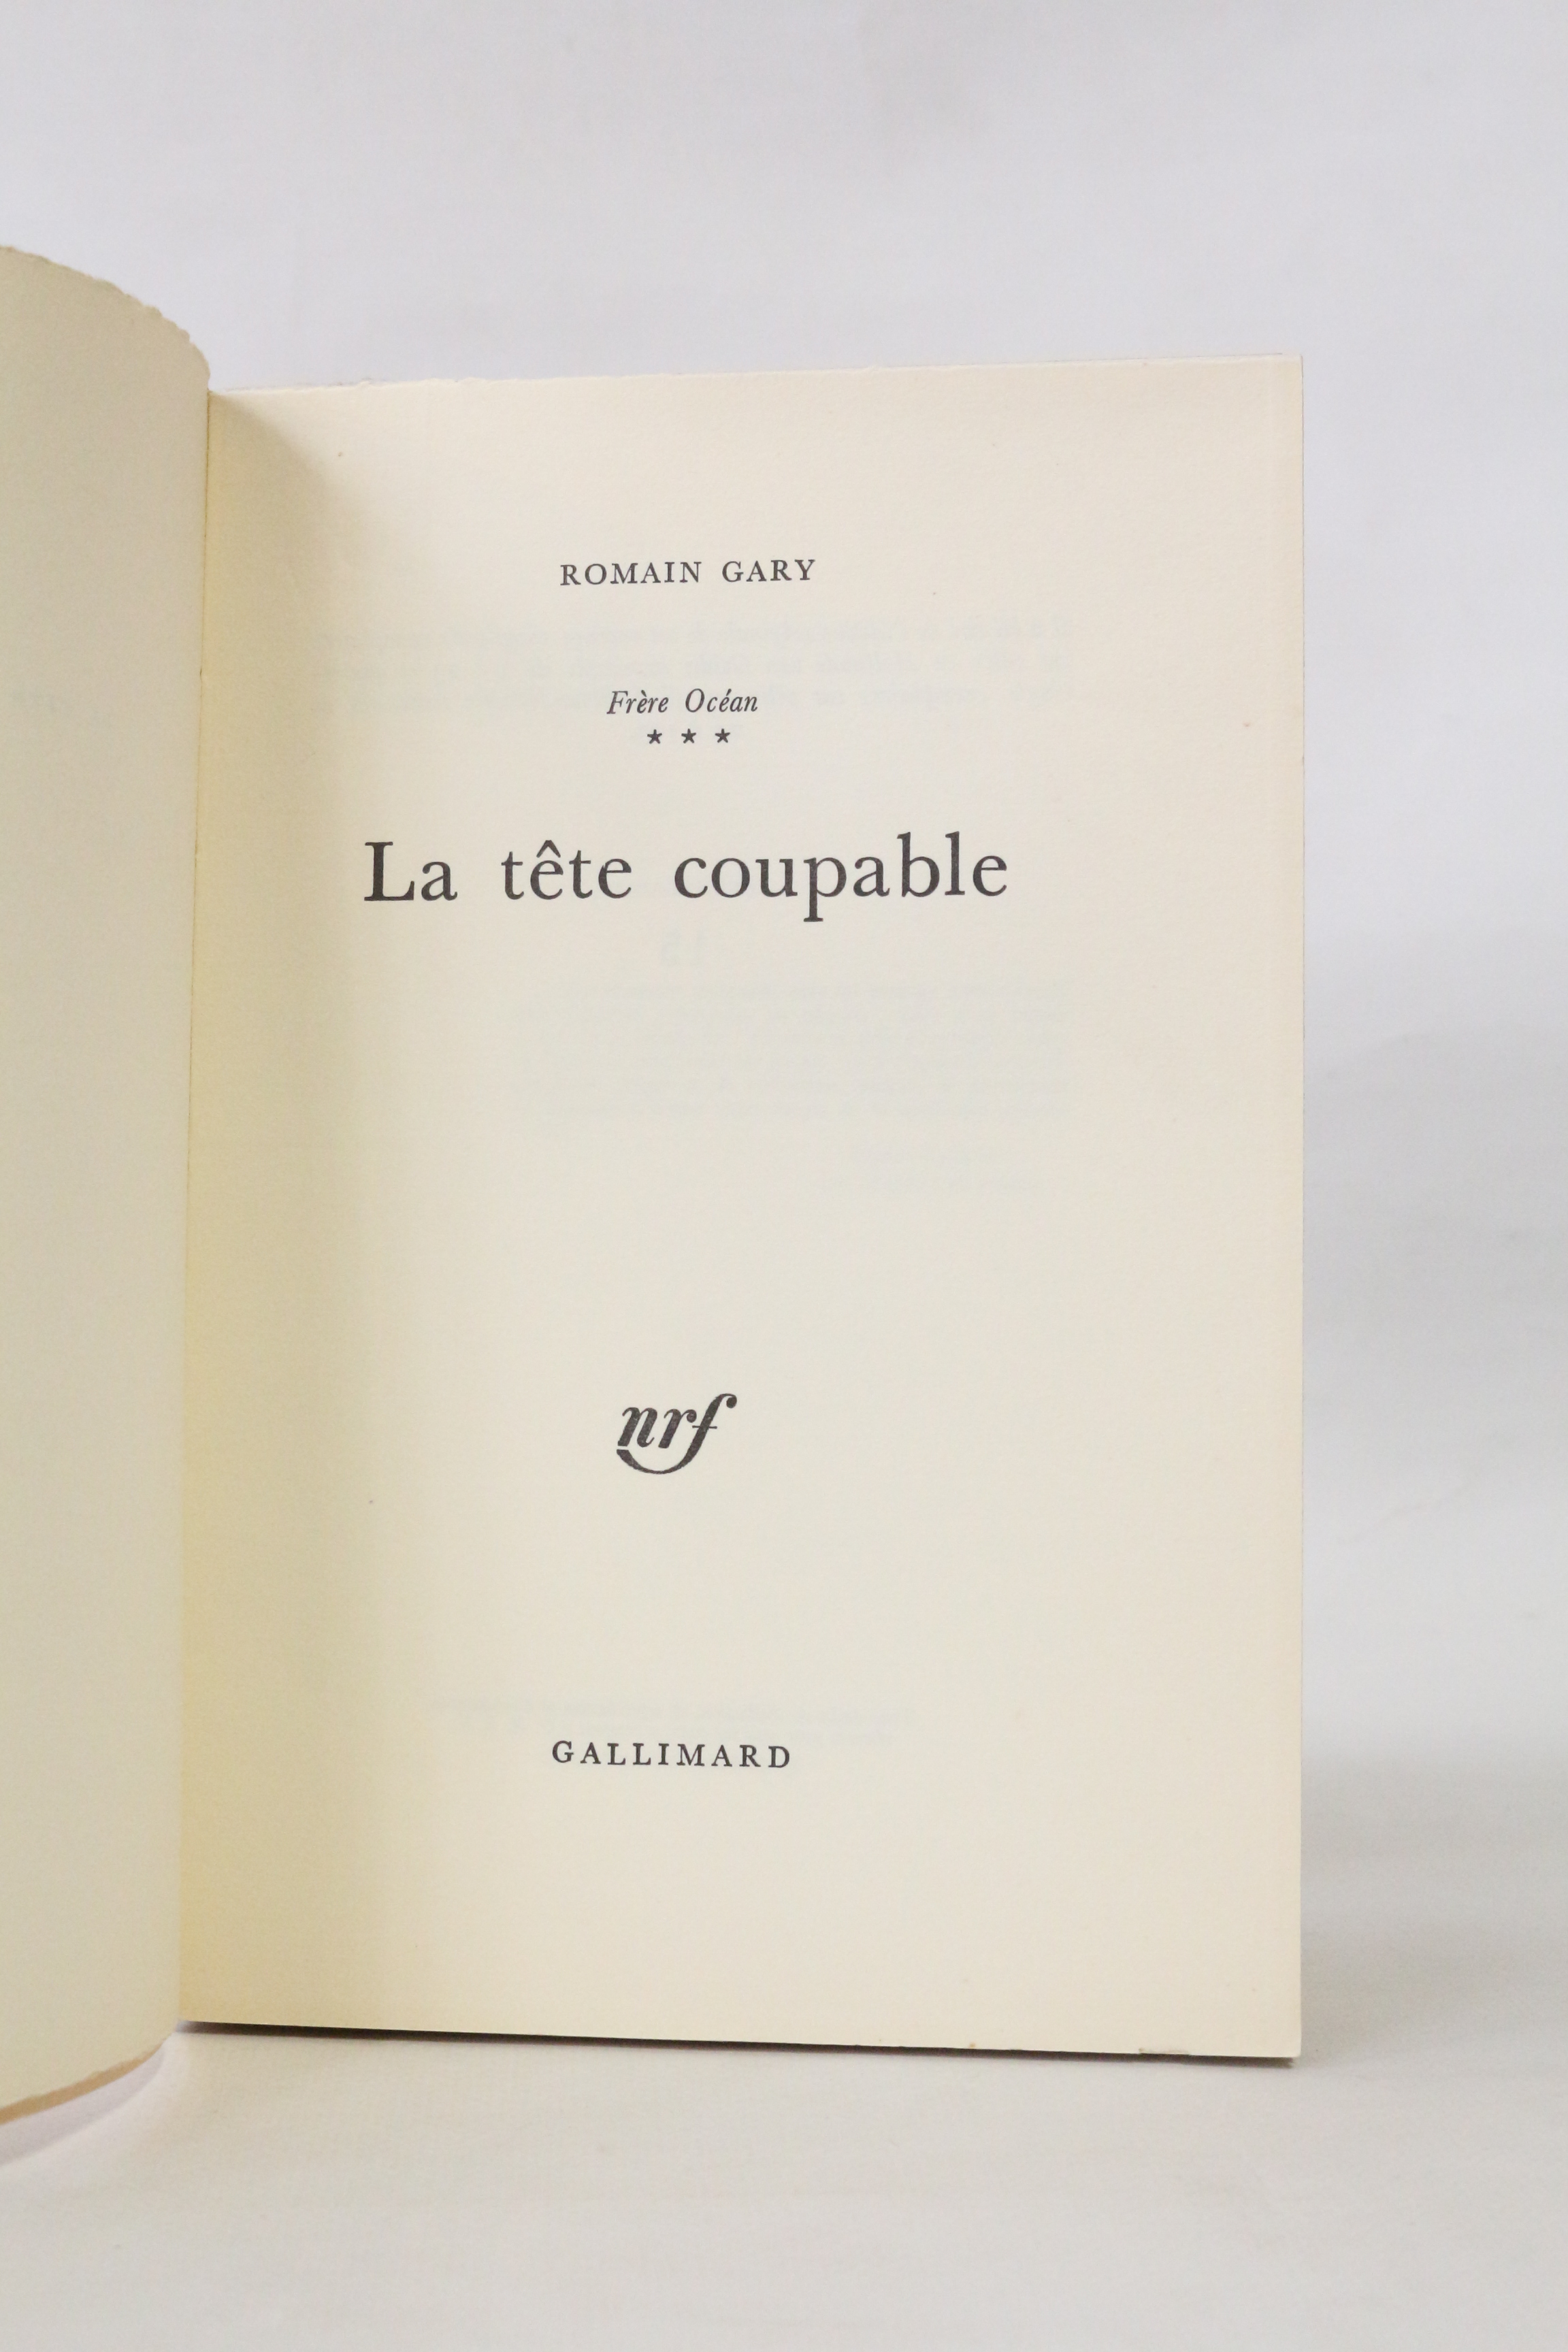 ROMAIN GARY
Frère Océan
★ ★ ★
La tête coupable
nrf
GALLIMARD